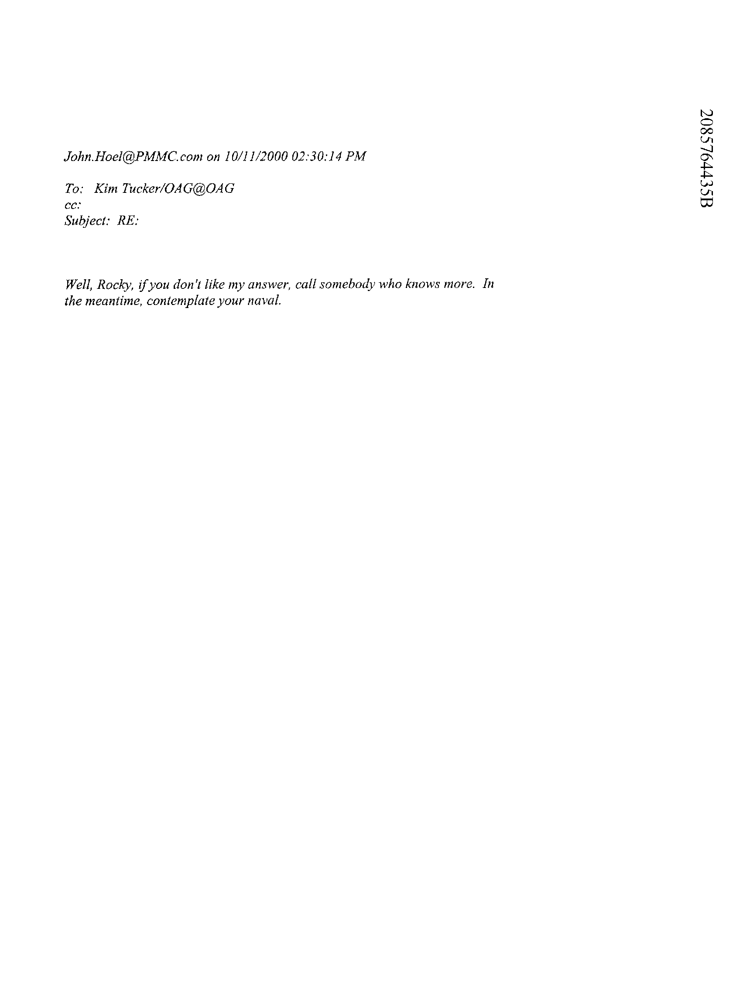 2085764435B
John.Hoel@PMMC.com on 10/11/2000 02:30:14 PM
To: Kim Tucker/OAG@OAG
cc:
Subject: RE:
Well, Rocky, if you don't like my answer, call somebody who knows more. In
the meantime, contemplate your naval.